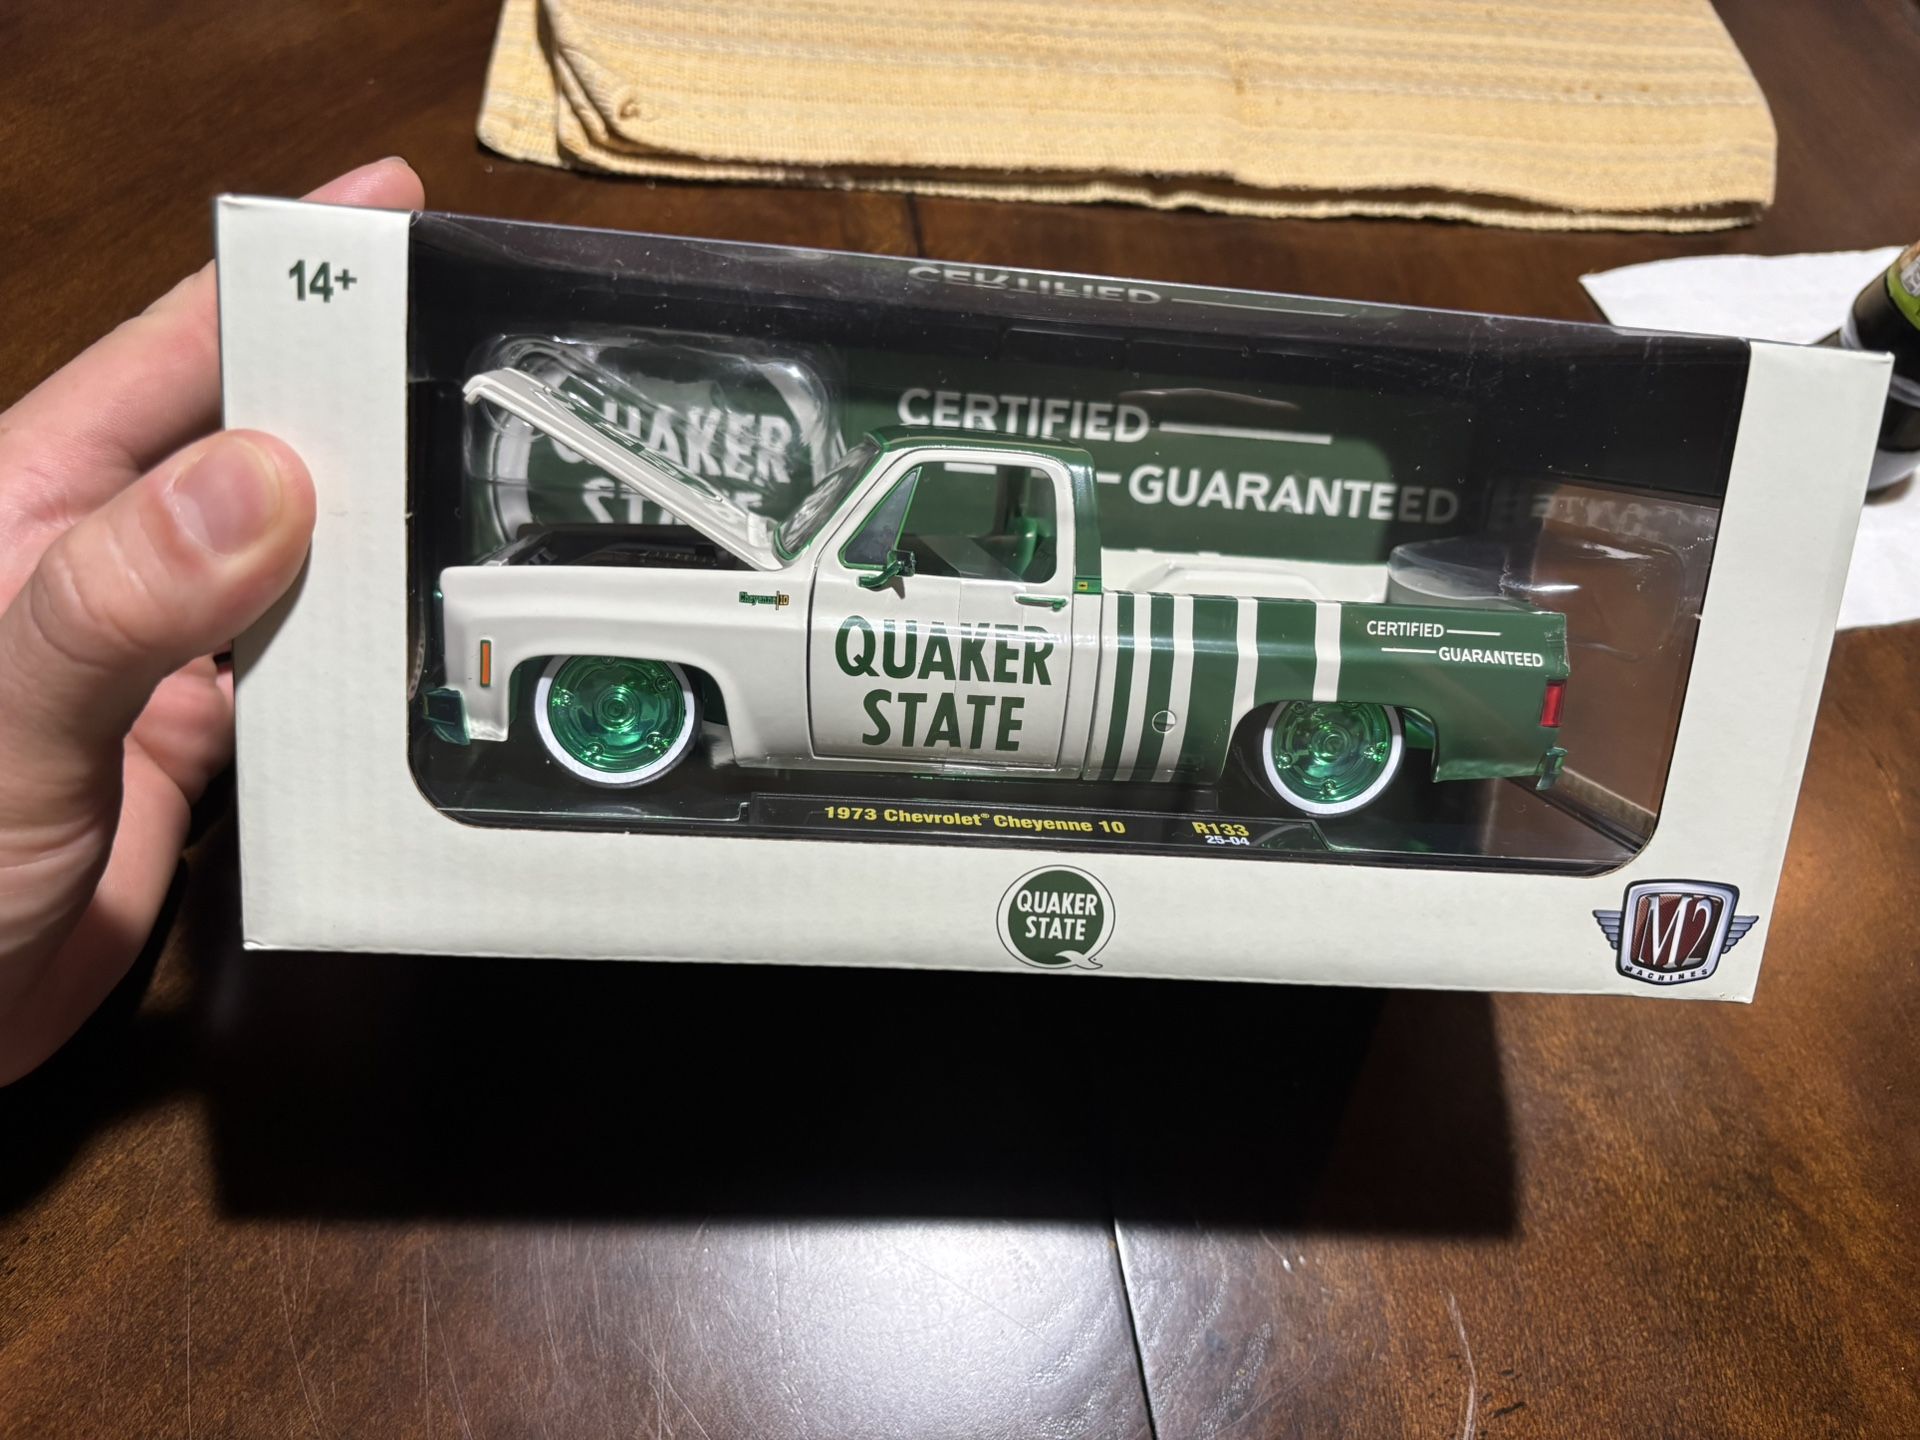 14+
CERTIFIED
QUAKER
STATE
CERTIFIED
GUARANTEED
Cheyenne 10
QUAKER
STATE
CERTIFIED
GUARANTEED
1973 Chevrolet® Cheyenne 10 R133
25-04
QUAKER
STATE
M2
MACHINES